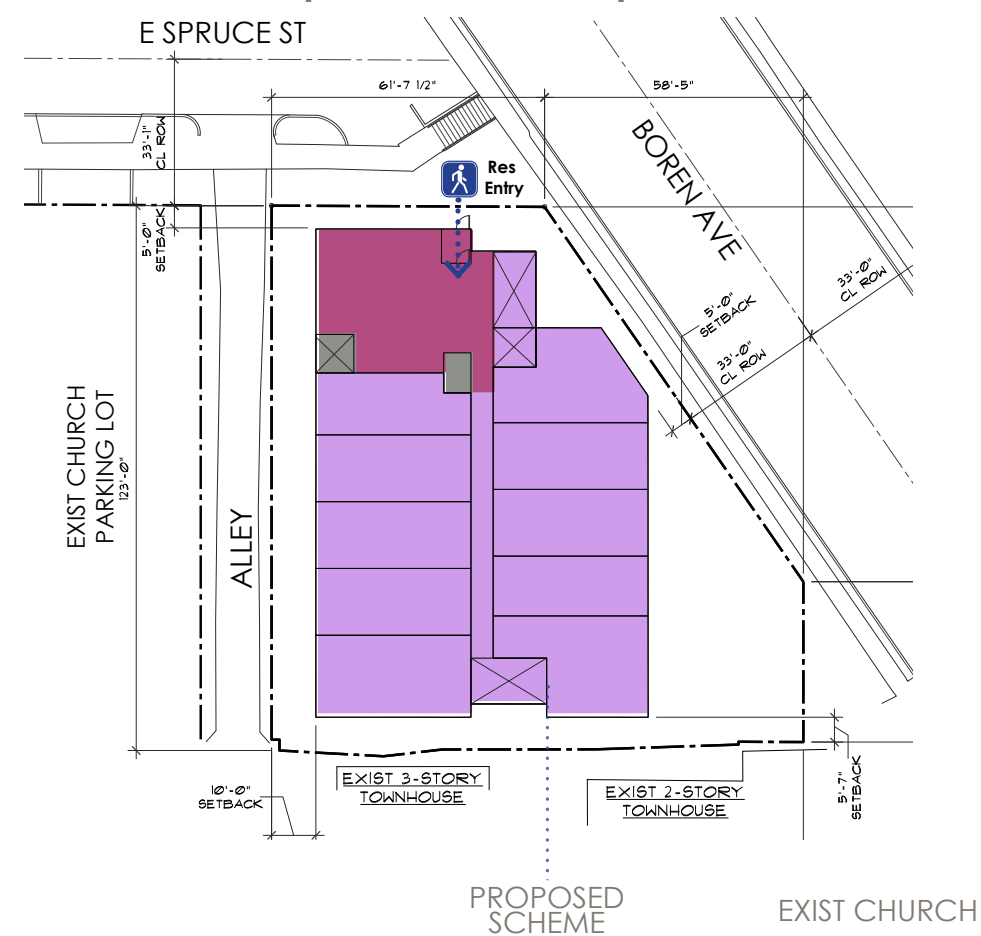 E SPRUCE ST
61'-7 1/2"
58'-5"
33'-1"
CL ROW
Res
Entry
BOREN AVE
5'-0"
SETBACK
33'-0"
CL ROW
5'-0"
SETBACK
33'-0"
CL ROW
EXIST CHURCH
PARKING LOT
123'-0"
ALLEY
EXIST 3-STORY
TOWNHOUSE
EXIST 2-STORY
TOWNHOUSE
10'-0"
SETBACK
5'-7"
SETBACK
PROPOSED
SCHEME
EXIST CHURCH